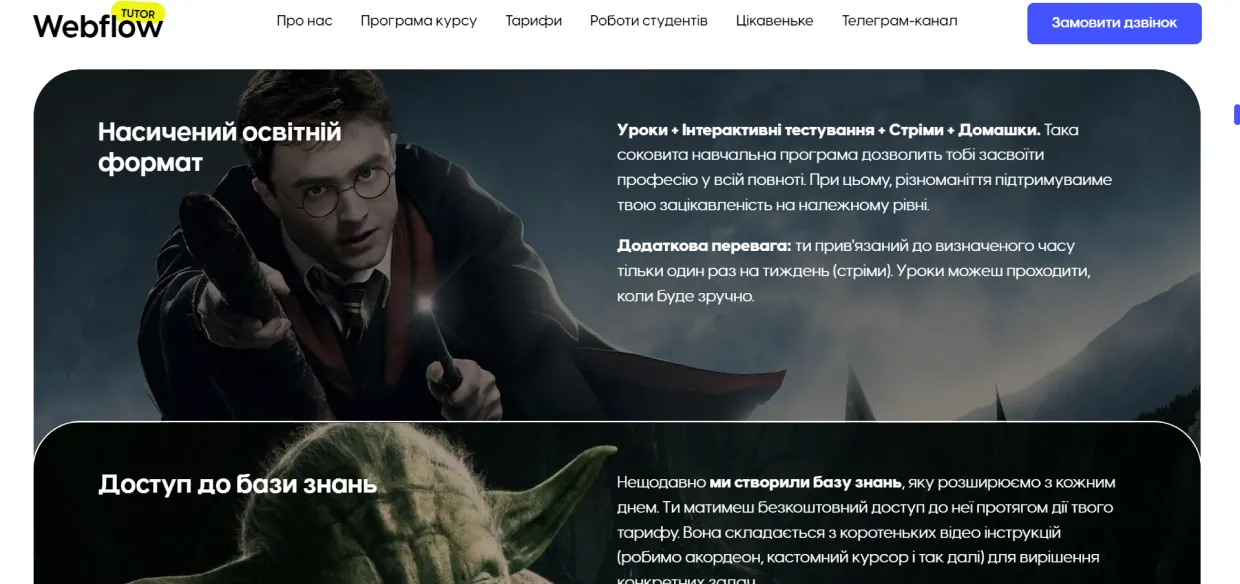 TUTOR
Webflow
Про нас
Програма курсу
Тарифи
Роботи студентів
Цікавеньке
Телеграм-канал
Замовити дзвінок
Насичений освітній
формат
Уроки + Інтерактивні тестування + Стріми + Домашки. Така
соковита навчальна програма дозволить тобі засвоїти
професію у всій повноті. При цьому, різноманіття підтримуваиме
твою зацікавленість на належному рівні.
Додаткова перевага: ти прив'язаний до визначеного часу
тільки один раз на тиждень (стріми). Уроки можеш проходити,
коли буде зручно.
Доступ до бази знань
Нещодавно ми створили базу знань, яку розширюємо з кожним
днем. Ти матимеш безкоштовний доступ до неї протягом дії твого
тарифу. Вона складається з коротеньких відео інструкцій
(робимо акордеон, кастомний курсор і так далі) для вирішення
конкретних задач.